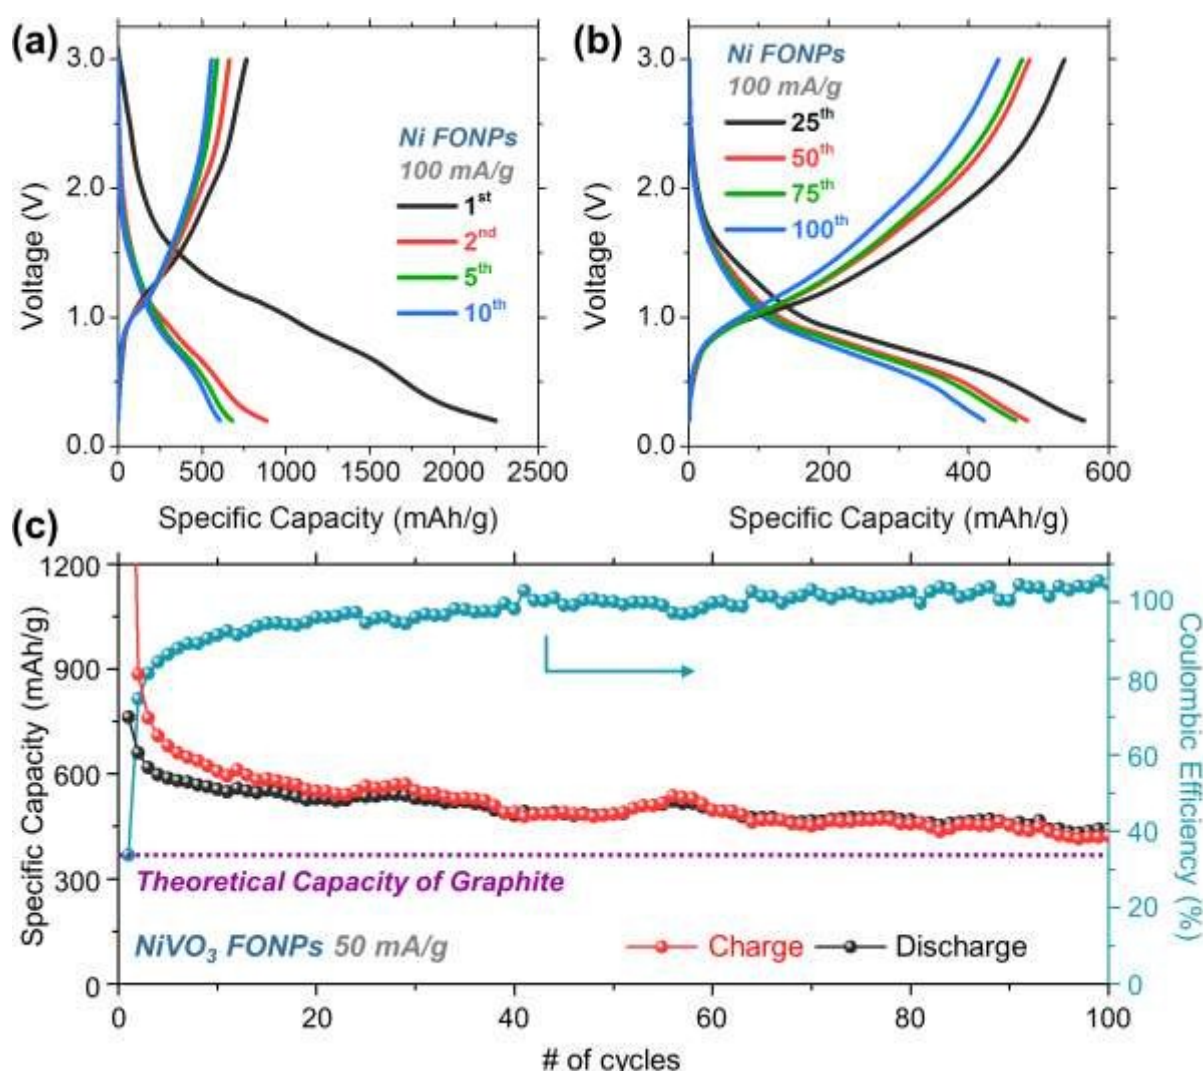 (a)
3.0
2.0
1.0
0.0
Voltage (V)
Ni FONPs
100 mA/g
1st
2nd
5th
10th
0 500 1000 1500 2000 2500
Specific Capacity (mAh/g)
(b)
3.0
2.0
1.0
0.0
Voltage (V)
Ni FONPs
100 mA/g
25th
50th
75th
100th
0 200 400 600
Specific Capacity (mAh/g)
(c)
1200
900
600
300
0
Specific Capacity (mAh/g)
100
80
60
40
20
0
Coulombic Efficiency (%)
Theoretical Capacity of Graphite
NiVO3 FONPs 50 mA/g
Charge Discharge
0 20 40 60 80 100
# of cycles